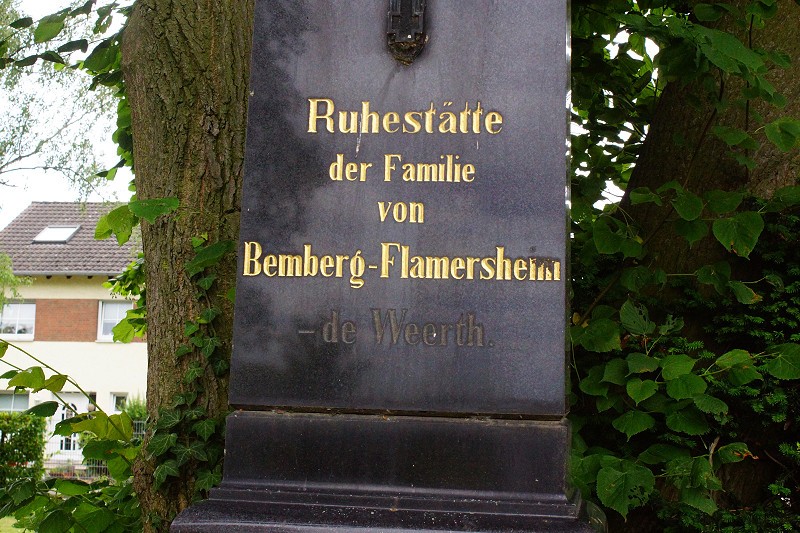 Ruhestätte
der Familie
von
Bemberg-Flamersheim
- de Weerth.